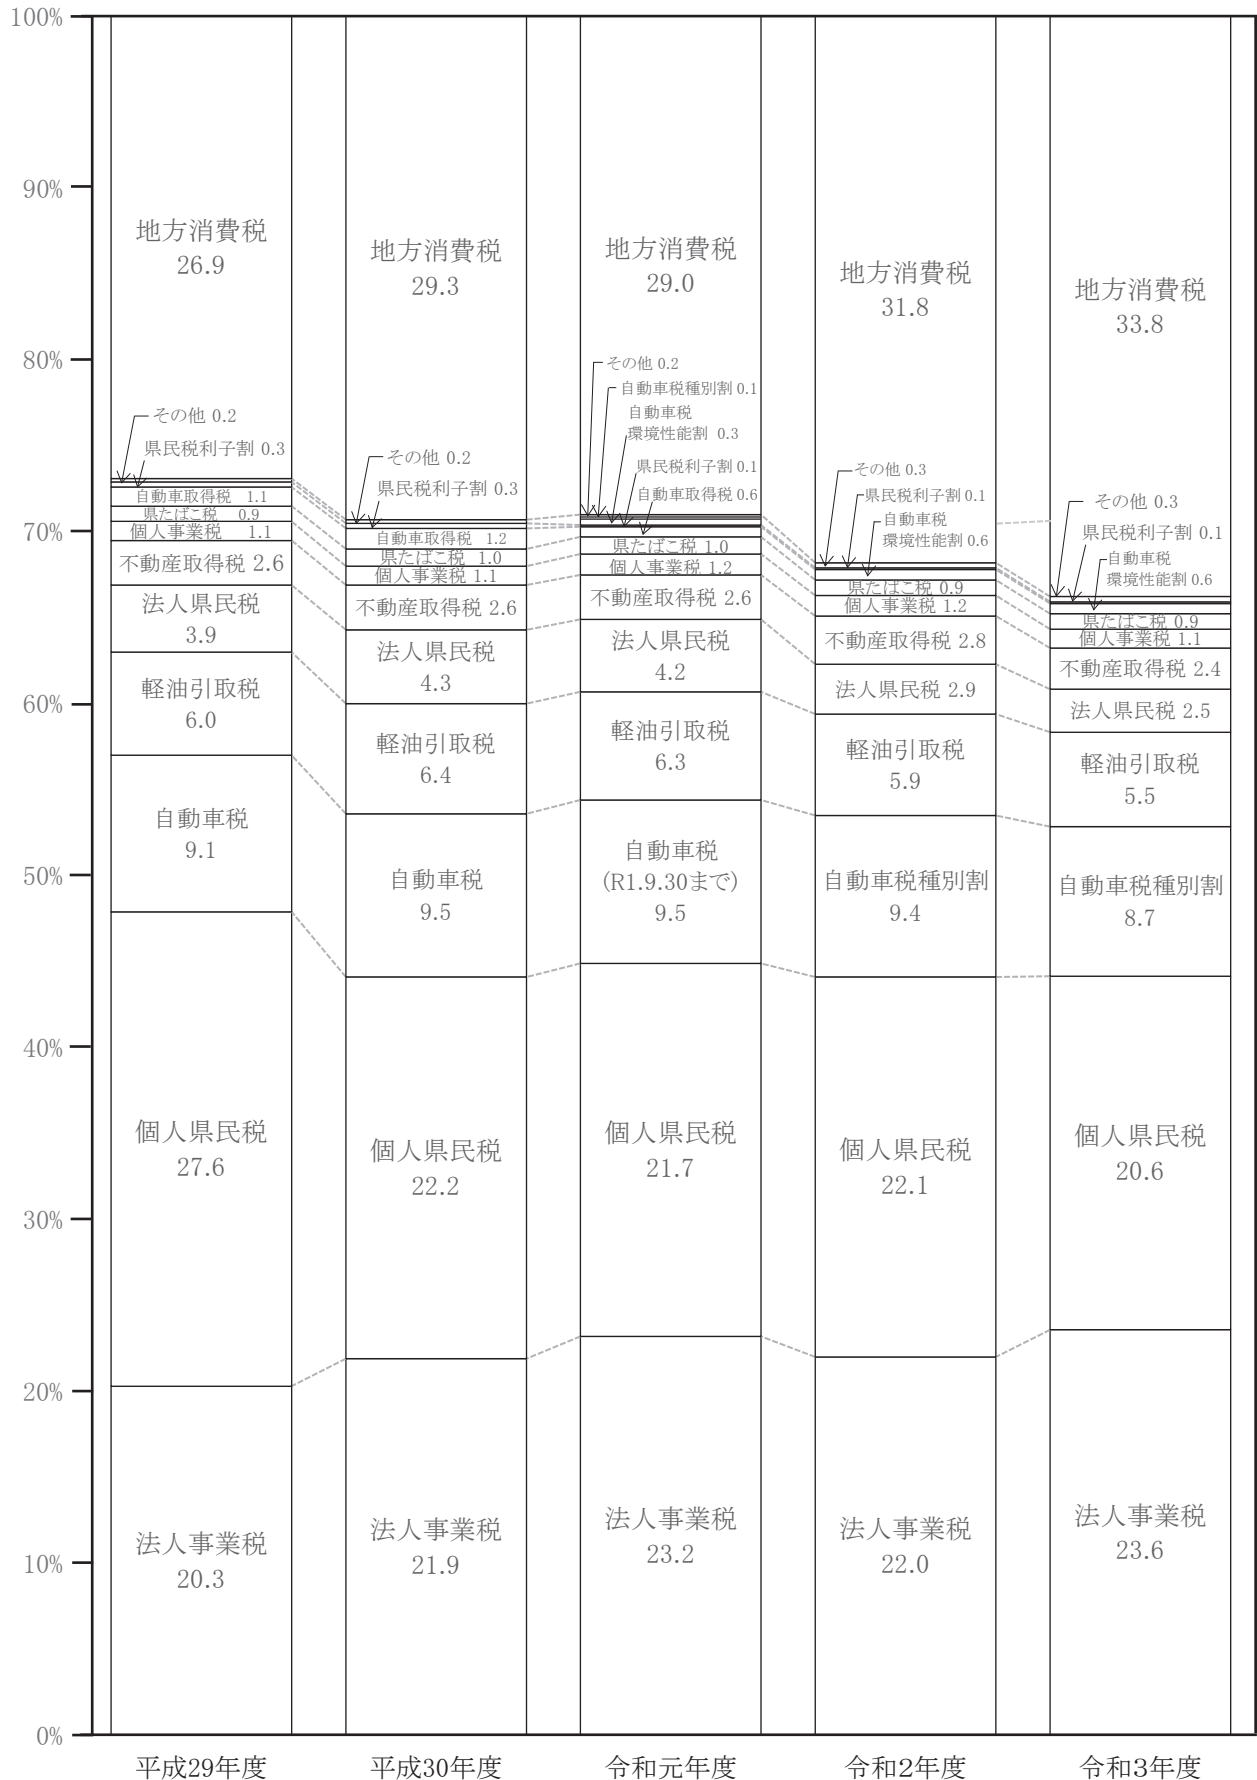 100%
90%
80%
70%
60%
50%
40%
30%
20%
10%
0%
地方消費税
26.9
その他 0.2
県民税利子割 0.3
自動車取得税 1.1
県たばこ税 0.9
個人事業税 1.1
不動産取得税 2.6
法人県民税
3.9
軽油引取税
6.0
自動車税
9.1
個人県民税
27.6
法人事業税
20.3
平成29年度
地方消費税
29.3
その他 0.2
県民税利子割 0.3
自動車取得税 1.2
県たばこ税 1.0
個人事業税 1.1
不動産取得税 2.6
法人県民税
4.3
軽油引取税
6.4
自動車税
9.5
個人県民税
22.2
法人事業税
21.9
平成30年度
地方消費税
29.0
その他 0.2
自動車税種別割 0.1
自動車税
環境性能割 0.3
県民税利子割 0.1
自動車取得税 0.6
県たばこ税 1.0
個人事業税 1.2
不動産取得税 2.6
法人県民税
4.2
軽油引取税
6.3
自動車税
(R1.9.30まで)
9.5
個人県民税
21.7
法人事業税
23.2
令和元年度
地方消費税
31.8
その他 0.3
県民税利子割 0.1
自動車税
環境性能割 0.6
県たばこ税 0.9
個人事業税 1.2
不動産取得税 2.8
法人県民税 2.9
軽油引取税
5.9
自動車税種別割
9.4
個人県民税
22.1
法人事業税
22.0
令和2年度
地方消費税
33.8
その他 0.3
県民税利子割 0.1
自動車税
環境性能割 0.6
県たばこ税 0.9
個人事業税 1.1
不動産取得税 2.4
法人県民税 2.5
軽油引取税
5.5
自動車税種別割
8.7
個人県民税
20.6
法人事業税
23.6
令和3年度